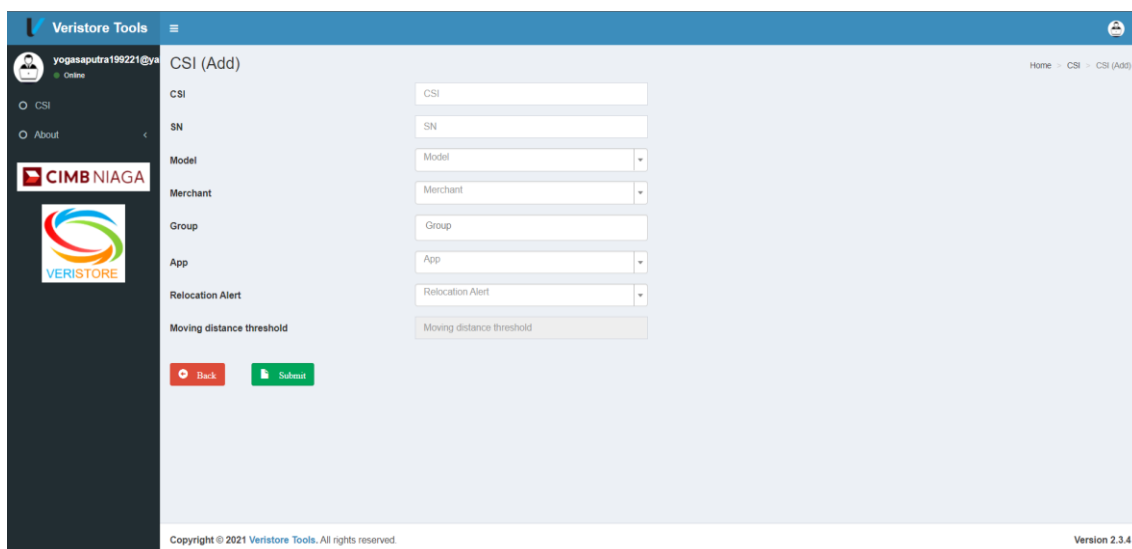 Veristore Tools
yogasaputra199221@ya
Online
CSI
About
CIMB NIAGA
VERISTORE
CSI (Add)
Home > CSI > CSI (Add)
CSI
CSI
SN
SN
Model
Model
Merchant
Merchant
Group
Group
App
App
Relocation Alert
Relocation Alert
Moving distance threshold
Moving distance threshold
Back
Submit
Copyright © 2021 Veristore Tools. All rights reserved.
Version 2.3.4